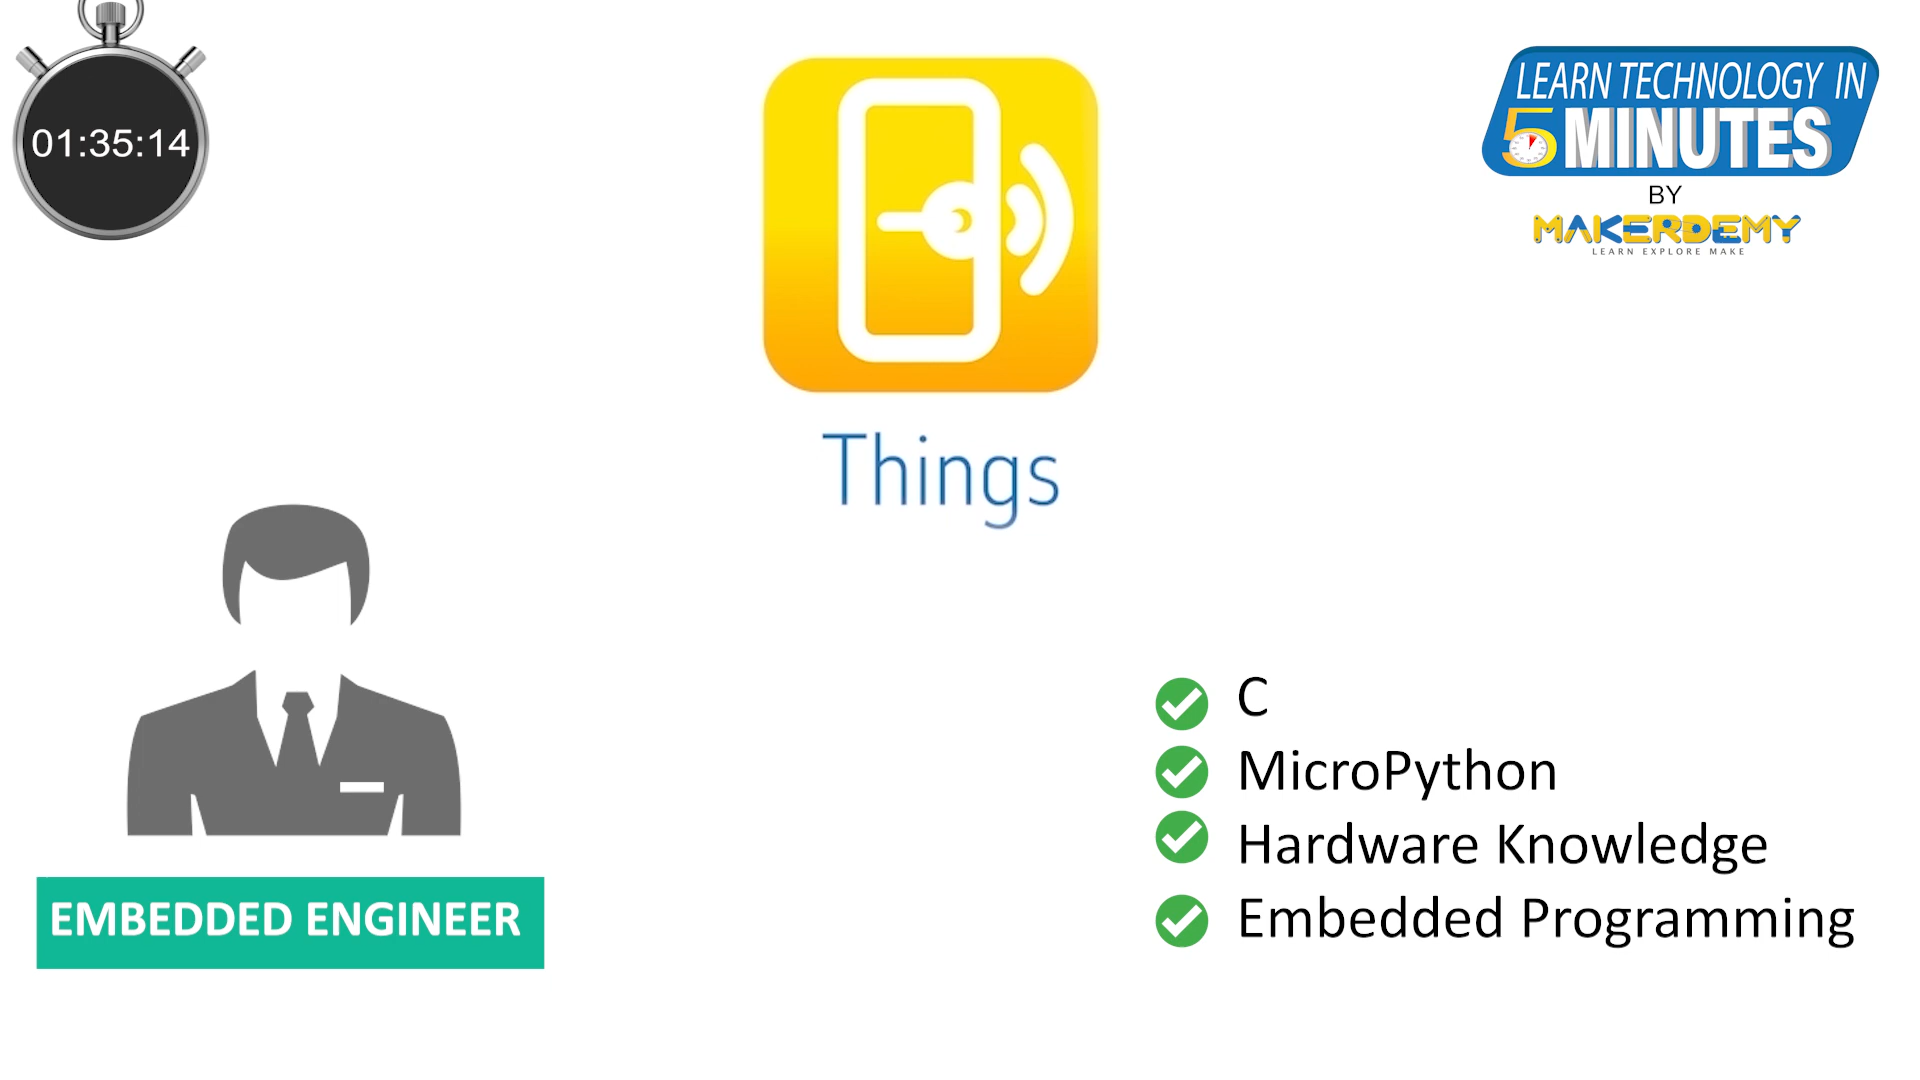 01:35:14
LEARN TECHNOLOGY IN
5 MINUTES
BY
MAKERDEMY
LEARN EXPLORE MAKE
Things
C
MicroPython
Hardware Knowledge
Embedded Programming
EMBEDDED ENGINEER